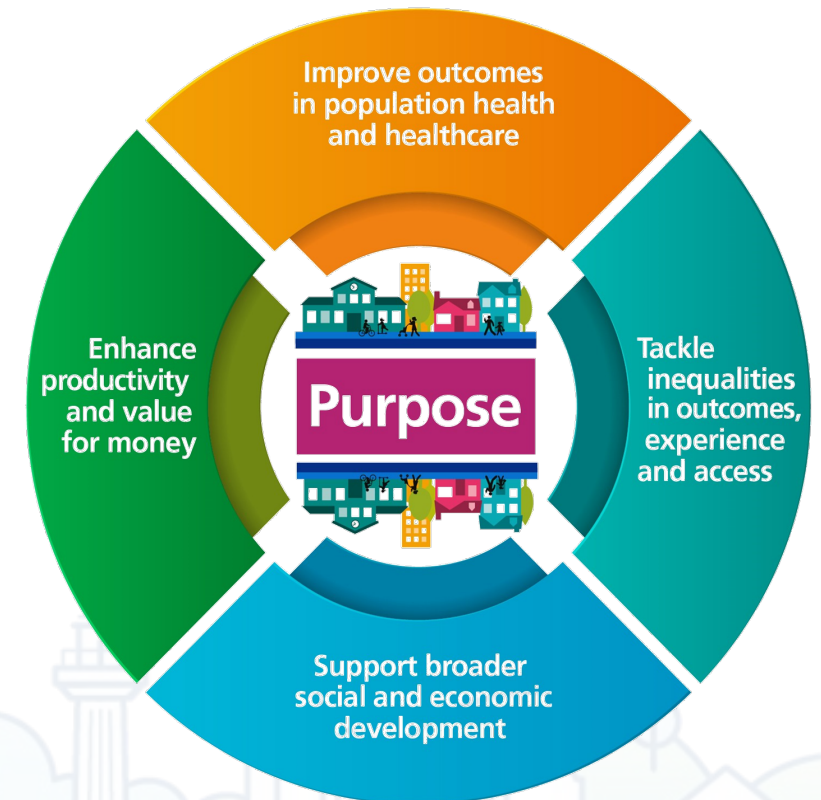 Improve outcomes
in population health
and healthcare
Enhance
productivity
and value
for money
Purpose
Tackle
inequalities
in outcomes,
experience
and access
Support broader
social and economic
development